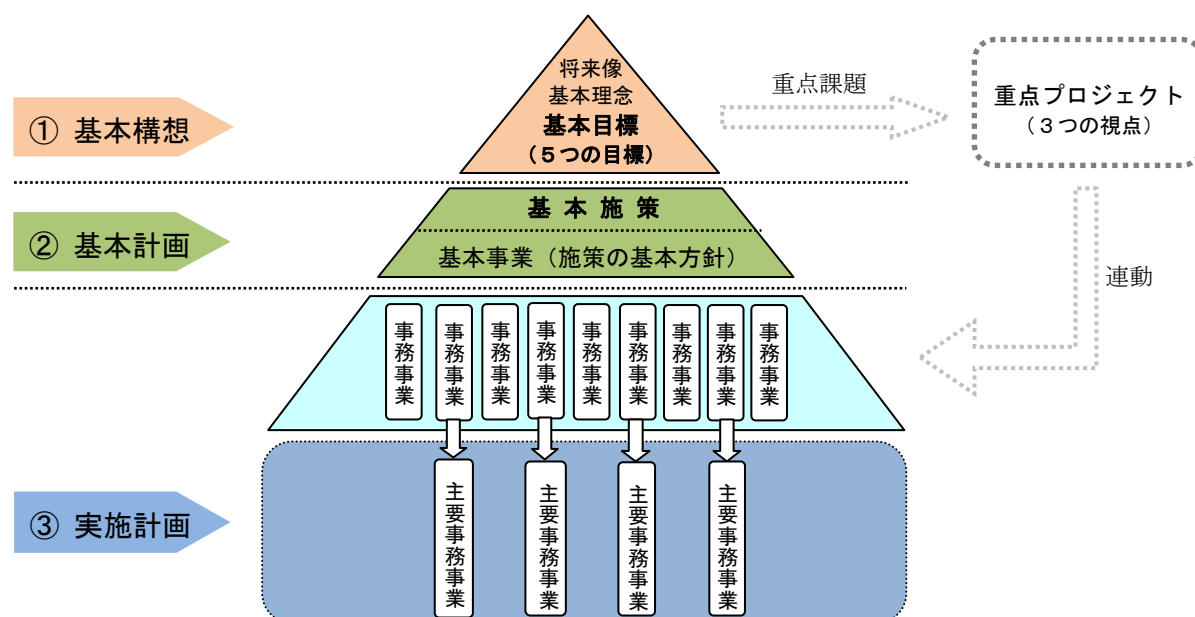 将来像
基本理念
基本目標
（５つの目標）
重点課題
重点プロジェクト
（３つの視点）
① 基本構想
基本施策
② 基本計画
基本事業（施策の基本方針）
連動
事務事業
事務事業
事務事業
事務事業
事務事業
事務事業
事務事業
事務事業
事務事業
③ 実施計画
主要事務事業
主要事務事業
主要事務事業
主要事務事業